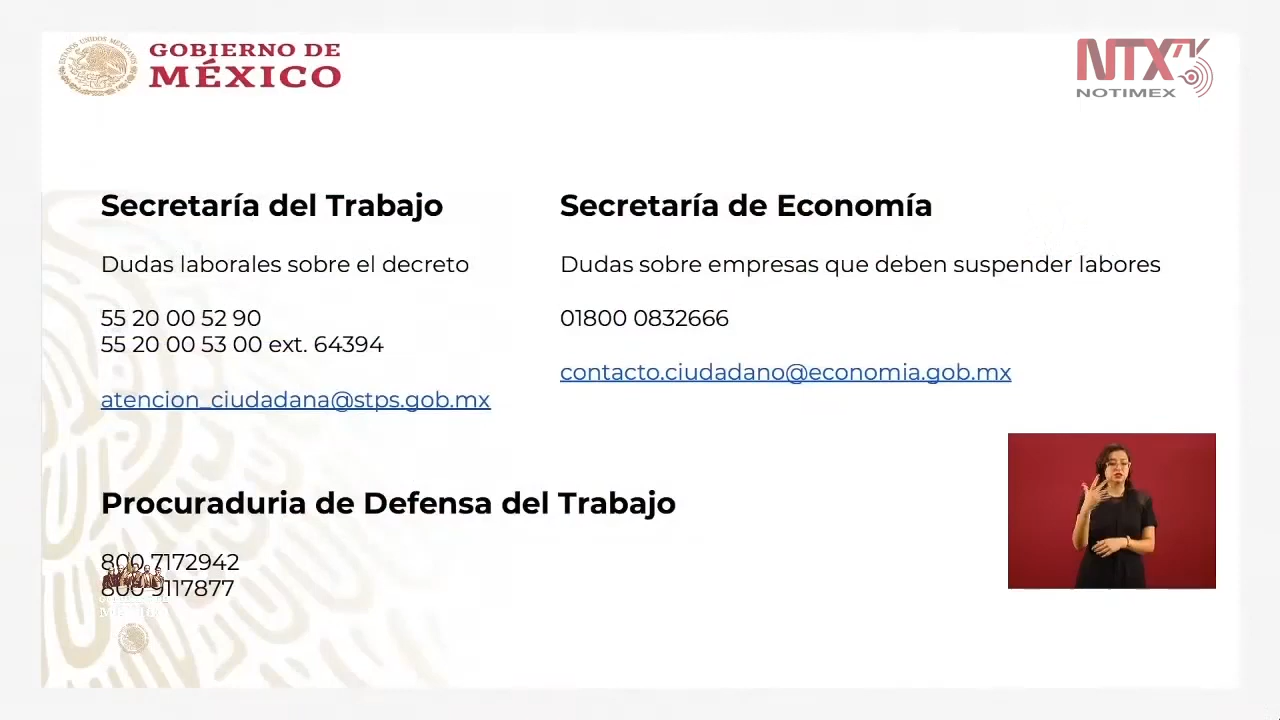 GOBIERNO DE
MÉXICO
NTX
NOTIMEX
Secretaría del Trabajo
Dudas laborales sobre el decreto
55 20 00 52 90
55 20 00 53 00 ext. 64394
atencion_ciudadana@stps.gob.mx
Secretaría de Economía
Dudas sobre empresas que deben suspender labores
01800 0832666
contacto.ciudadano@economia.gob.mx
Procuraduria de Defensa del Trabajo
800 7172942
800 9117877